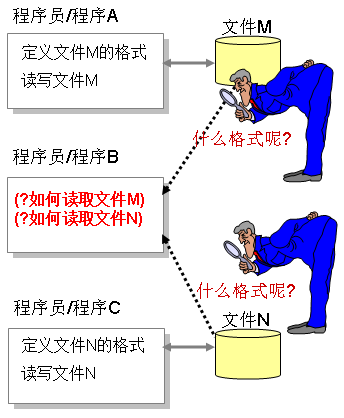 程序员/程序A
文件M
定义文件M的格式
读写文件M
什么格式呢?
程序员/程序B
(?如何读取文件M)
(?如何读取文件N)
什么格式呢?
程序员/程序C
文件N
定义文件N的格式
读写文件N